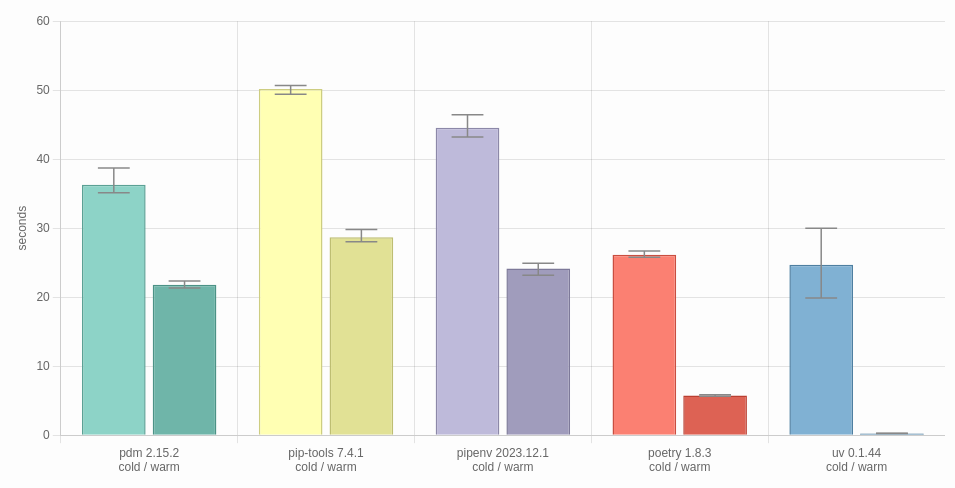 60
50
40
30
20
10
0
seconds
pdm 2.15.2
cold / warm
pip-tools 7.4.1
cold / warm
pipenv 2023.12.1
cold / warm
poetry 1.8.3
cold / warm
uv 0.1.44
cold / warm